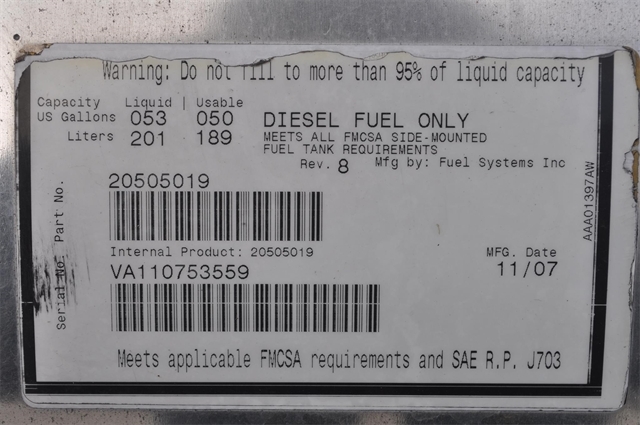 Warning: Do not fill to more than 95% of liquid capacity
Capacity Liquid | Usable
US Gallons 053 050
Liters 201 189
DIESEL FUEL ONLY
MEETS ALL FMCSA SIDE-MOUNTED
FUEL TANK REQUIREMENTS
Rev. 8 Mfg by: Fuel Systems Inc
Part No.
20505019
Internal Product: 20505019
Serial No.
VA110753559
MFG. Date
11/07
AAA01397AW
Meets applicable FMCSA requirements and SAE R.P. J703